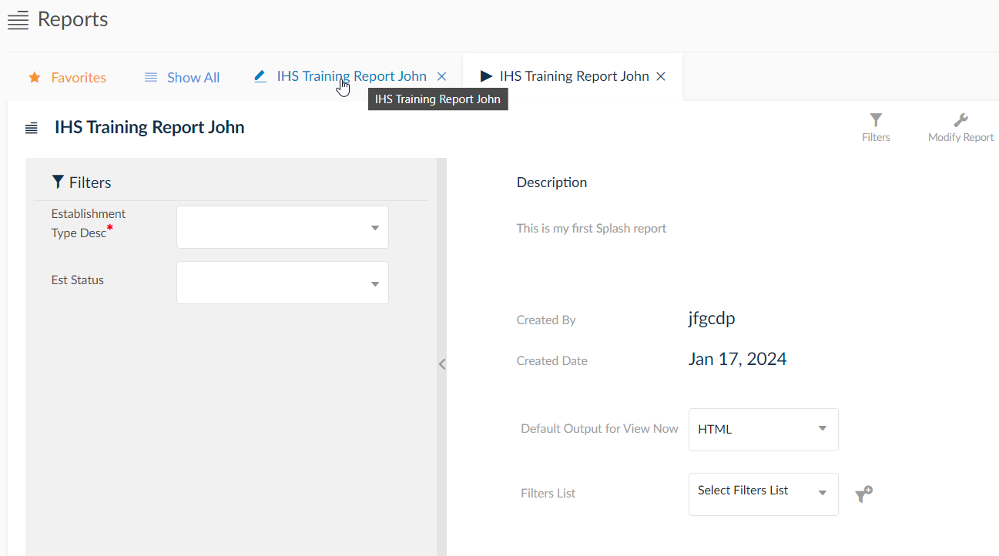 Reports
Favorites
Show All
IHS Training Report John
IHS Training Report John
IHS Training Report John
IHS Training Report John
Filters
Modify Report
Filters
Establishment
Type Desc*
Est Status
Description
This is my first Splash report
Created By
jfgcdp
Created Date
Jan 17, 2024
Default Output for View Now
HTML
Filters List
Select Filters List